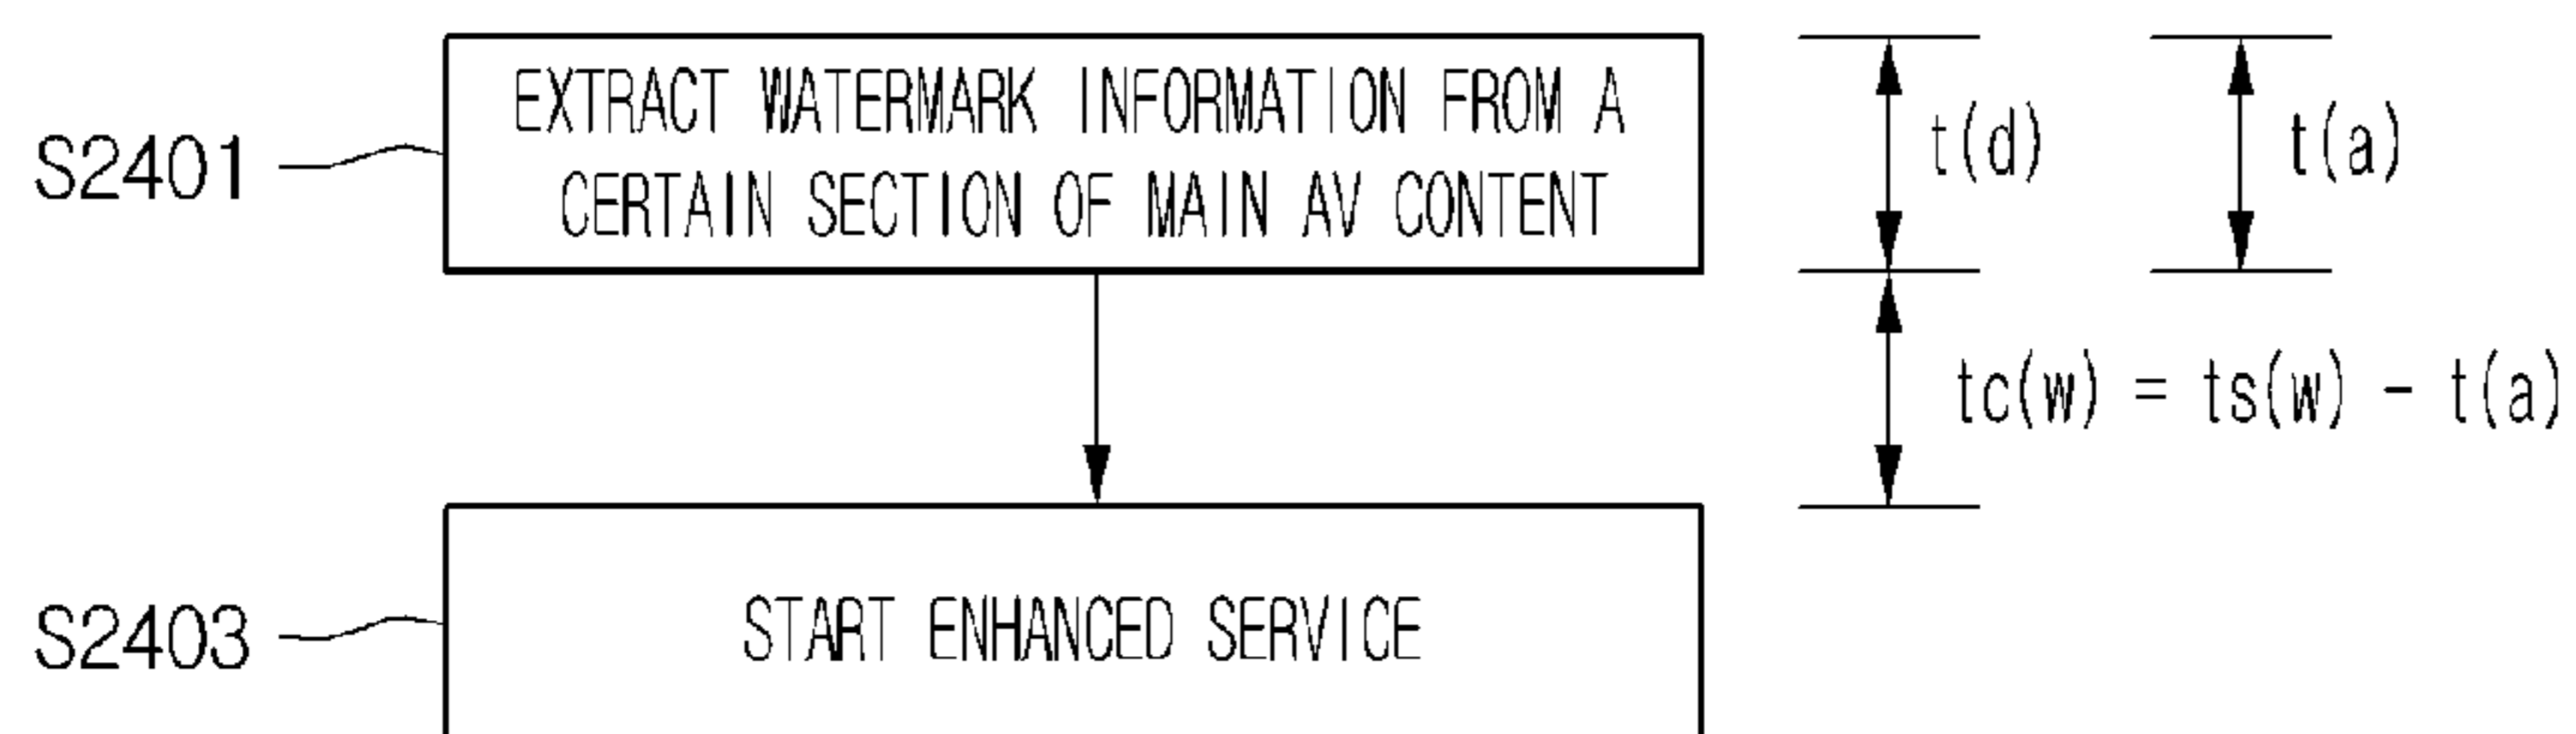 S2401
EXTRACT WATERMARK INFORMATION FROM A
CERTAIN SECTION OF MAIN AV CONTENT
t(d)
t(a)
tc(w) = ts(w) - t(a)
S2403
START ENHANCED SERVICE